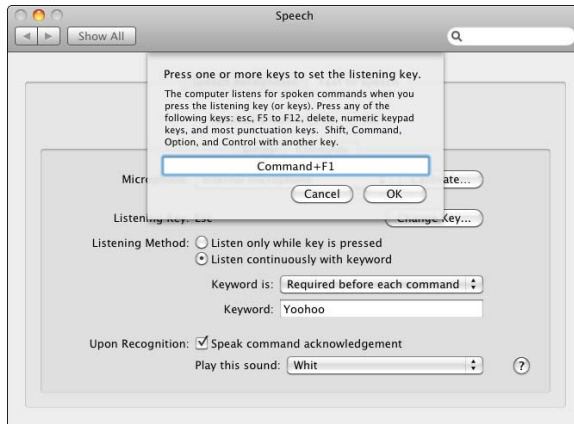 Speech
Show All
Press one or more keys to set the listening key.
The computer listens for spoken commands when you
press the listening key (or keys). Press any of the
following keys: esc, F5 to F12, delete, numeric keypad
keys, and most punctuation keys. Shift, Command,
Option, and Control with another key.
Command+F1
Cancel OK
Listening Key: Esc Change Key...
Listening Method: Listen only while key is pressed
Listen continuously with keyword
Keyword is: Required before each command
Keyword: Yoohoo
Upon Recognition: Speak command acknowledgement
Play this sound: Whit
?